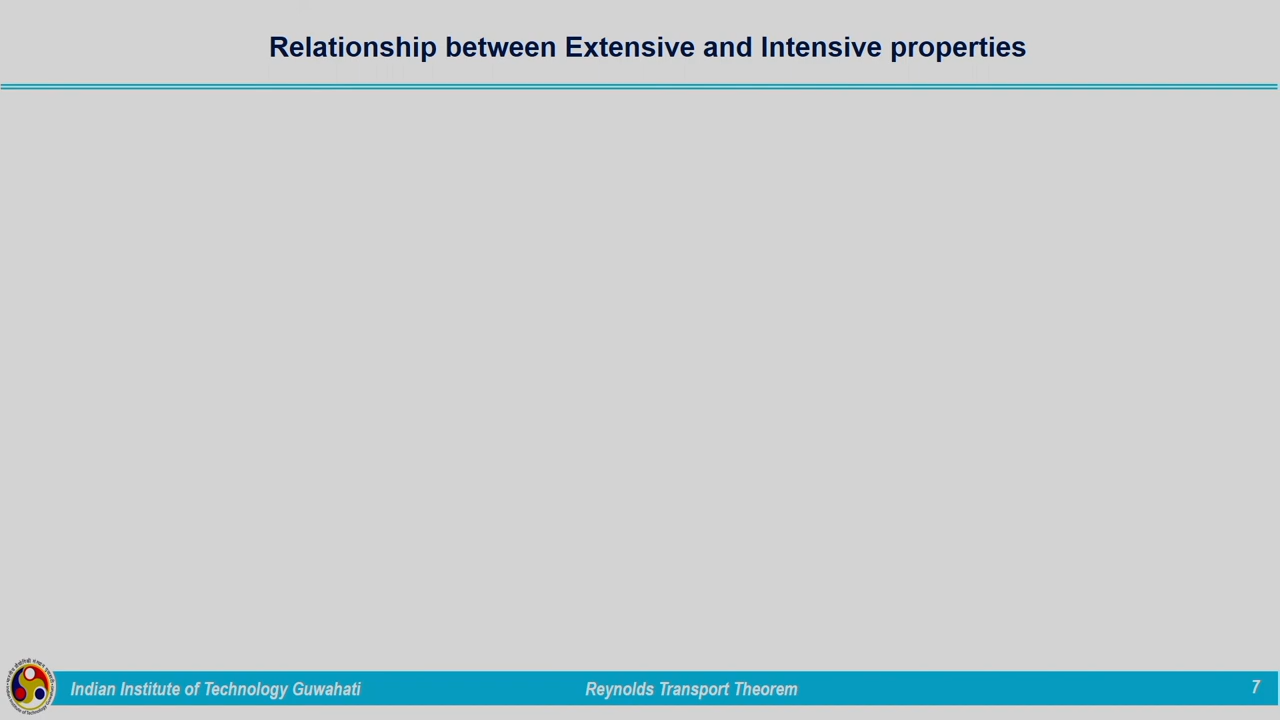 Relationship between Extensive and Intensive properties
Indian Institute of Technology Guwahati
Reynolds Transport Theorem
7